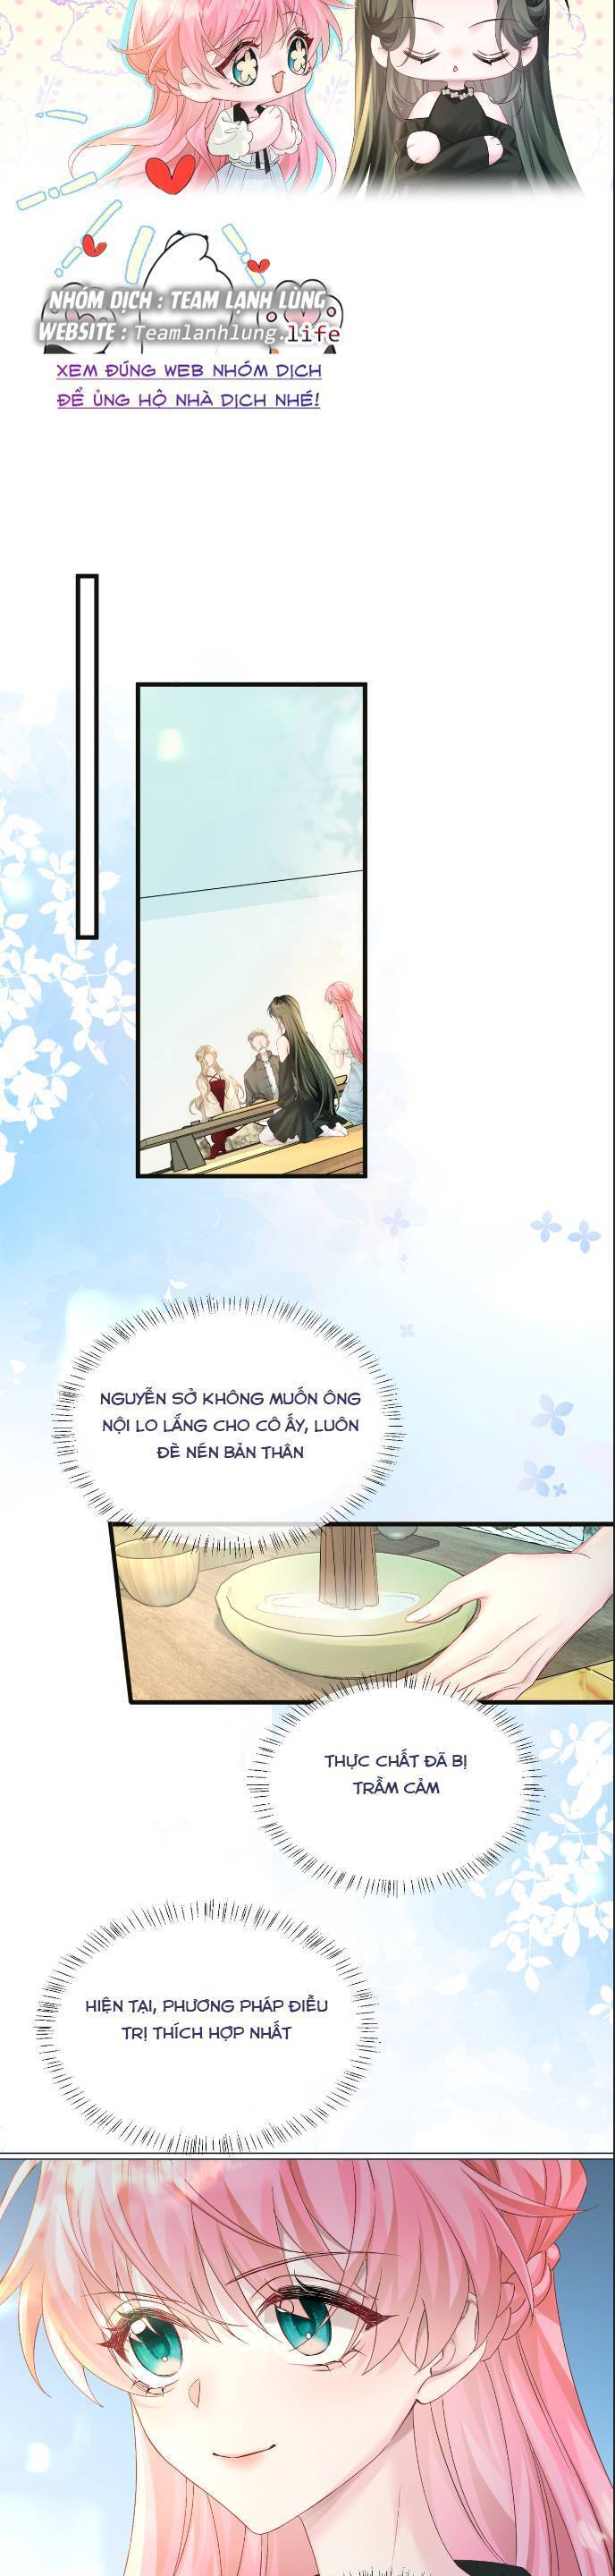 NHÓM DỊCH : TEAM LẠNH LÙNG
WEBSITE : Teamlanhlung.life
XEM ĐÚNG WEB NHÓM DỊCH
ĐỂ ỦNG HỘ NHÀ DỊCH NHÉ!
NGUYỄN SỞ KHÔNG MUỐN ÔNG
NỘI LO LẮNG CHO CÔ ẤY, LUÔN
ĐÈ NÉN BẢN THÂN
THỰC CHẤT ĐÃ BỊ
TRẦM CẢM
HIỆN TẠI, PHƯƠNG PHÁP ĐIỀU
TRỊ THÍCH HỢP NHẤT